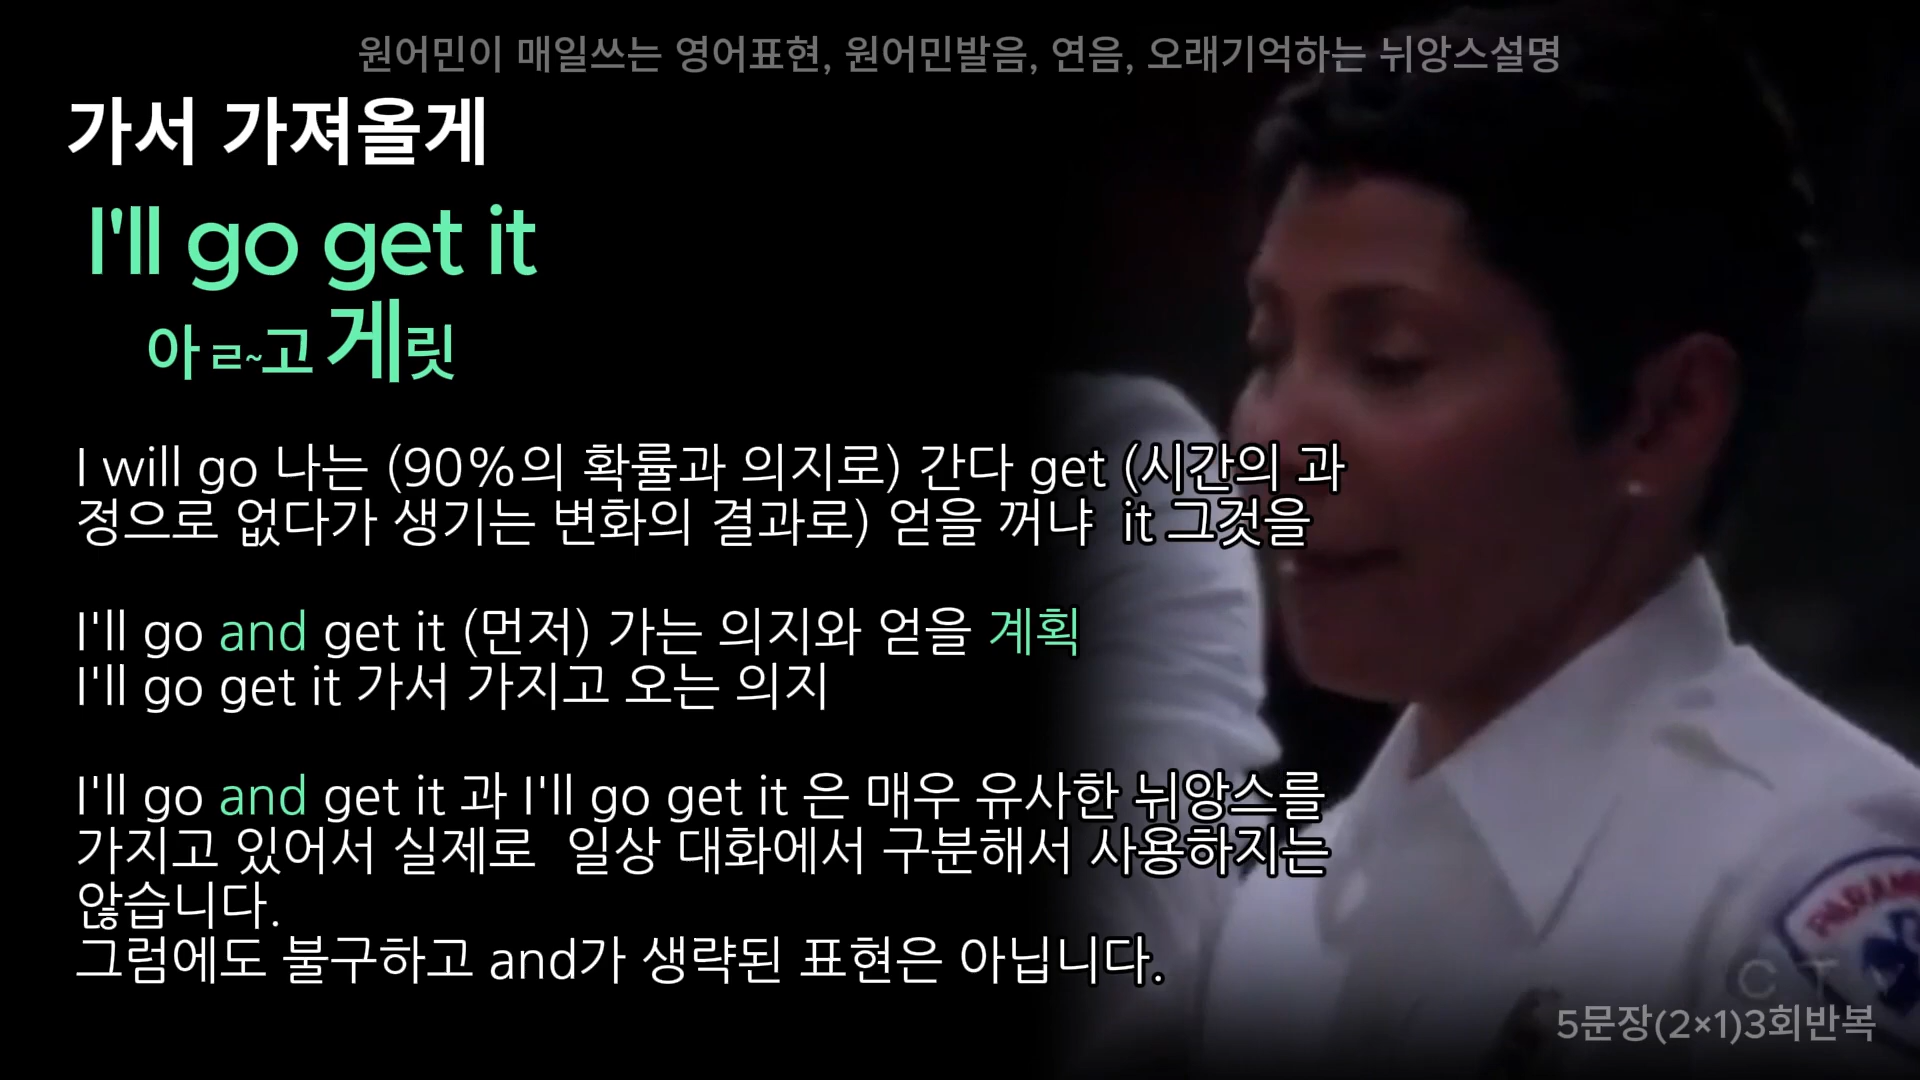 원어민이 매일쓰는 영어표현, 원어민발음, 연음, 오래기억하는 뉘앙스설명
가서 가져올게
I'll go get it
아 ㄹ~고 게릿
I will go 나는 (90%의 확률과 의지로) 간다 get (시간의 과
정으로 없다가 생기는 변화의 결과로) 얻을 꺼냐 it 그것을
I'll go and get it (먼저) 가는 의지와 얻을 계획
I'll go get it 가서 가지고 오는 의지
I'll go and get it 과 I'll go get it 은 매우 유사한 뉘앙스를
가지고 있어서 실제로 일상 대화에서 구분해서 사용하지는
않습니다.
그럼에도 불구하고 and가 생략된 표현은 아닙니다.
CTV
5문장(2×1)3회반복